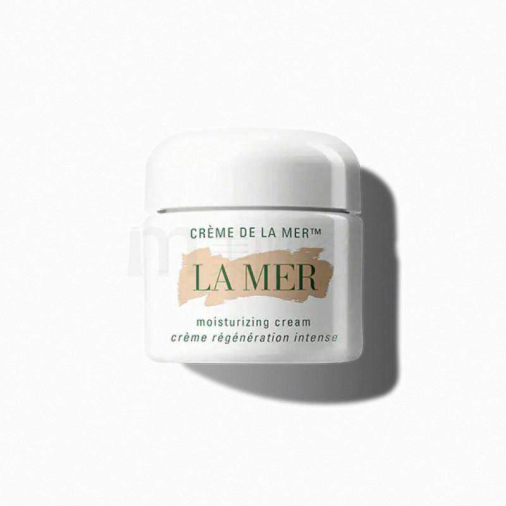 CRÈME DE LA MER™
LA MER
moisturizing cream
crème régénération intense